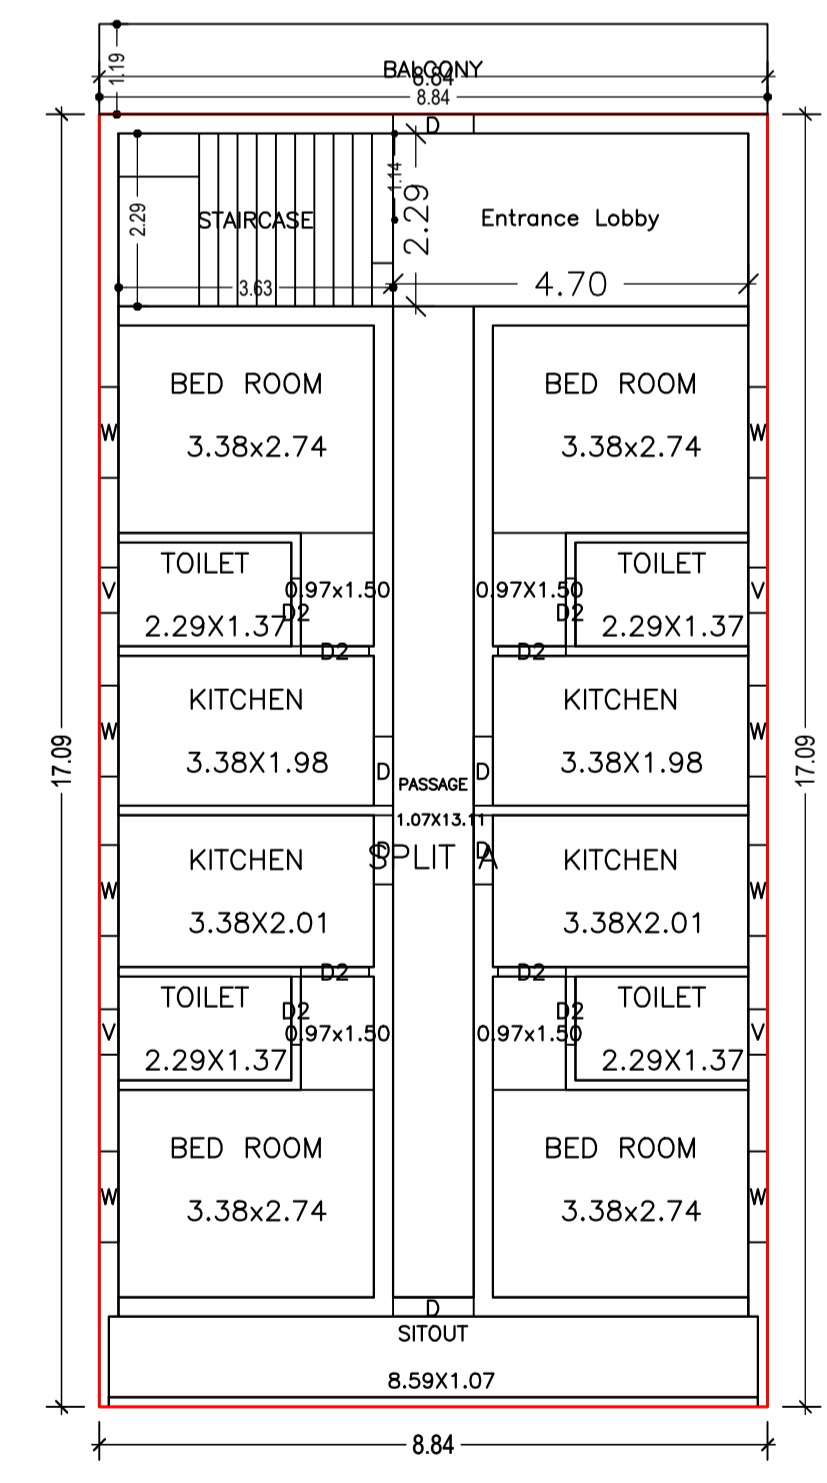 1.19
BALCONY
8.84
8.84
D
2.29
STAIRCASE
1.14
2.29
Entrance Lobby
3.63
4.70
BED ROOM
3.38x2.74
BED ROOM
3.38x2.74
W
W
TOILET
2.29X1.37
V
D2
0.97x1.50
D2
0.97X1.50
D2
D2
TOILET
2.29X1.37
V
KITCHEN
3.38X1.98
W
D
KITCHEN
3.38X1.98
W
D
17.09
PASSAGE
1.07X13.11
17.09
SPLIT A
D
D
KITCHEN
3.38X2.01
W
KITCHEN
3.38X2.01
W
D2
D2
TOILET
2.29X1.37
V
D2
0.97x1.50
0.97x1.50
D2
TOILET
2.29X1.37
V
BED ROOM
3.38x2.74
W
BED ROOM
3.38x2.74
W
D
SITOUT
8.59X1.07
8.84